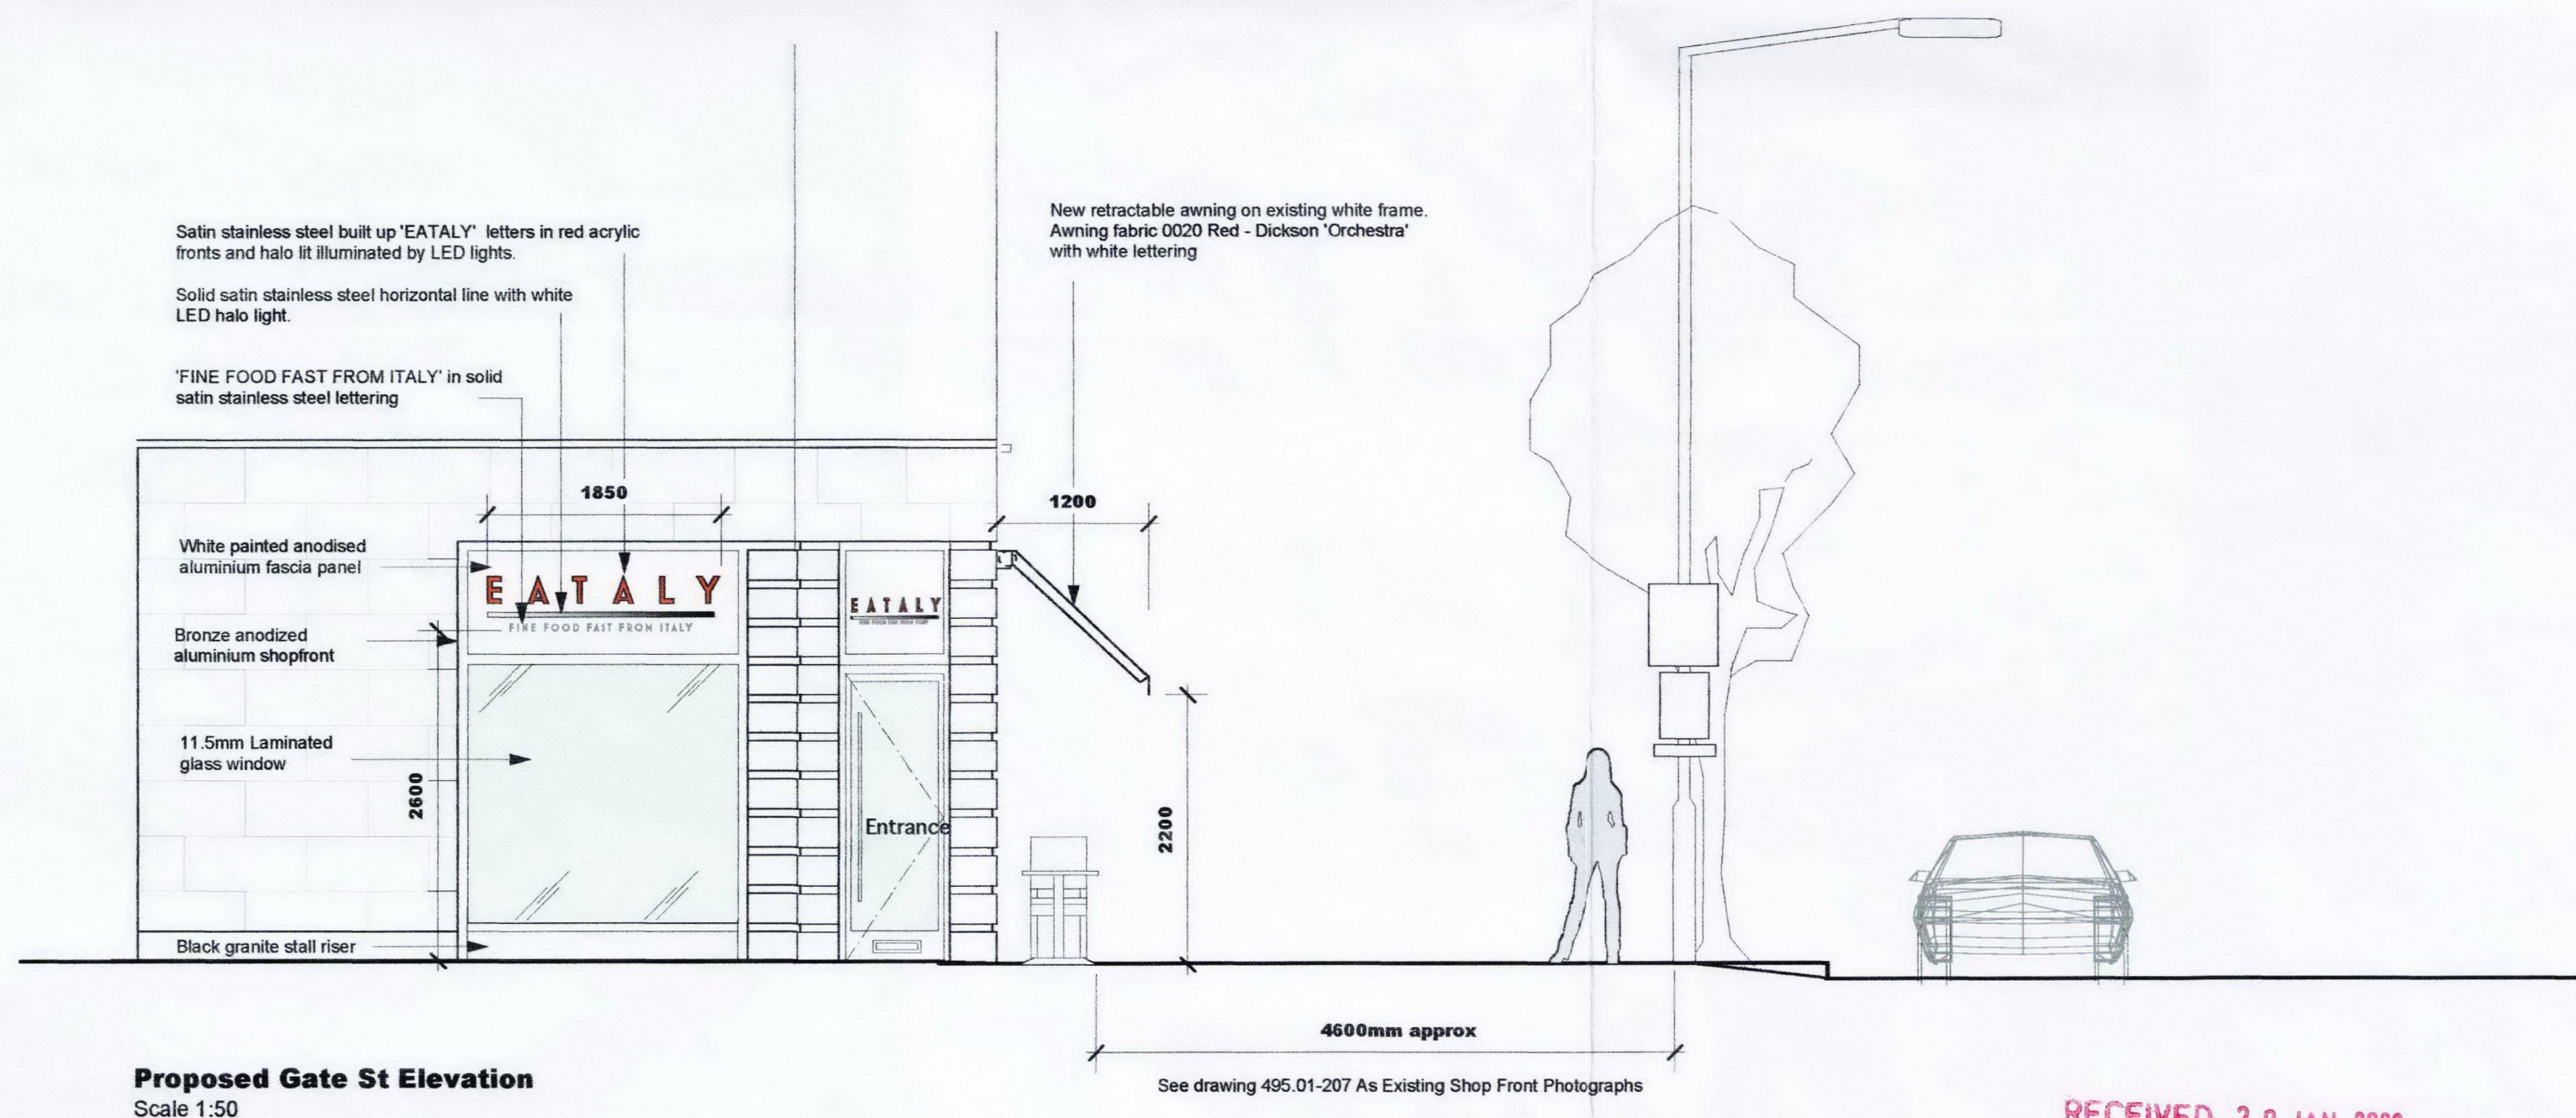 New retractable awning on existing white frame.
Awning fabric 0020 Red - Dickson 'Orchestra'
with white lettering
Satin stainless steel built up 'EATALY' letters in red acrylic
fronts and halo lit illuminated by LED lights.
Solid satin stainless steel horizontal line with white
LED halo light.
'FINE FOOD FAST FROM ITALY' in solid
satin stainless steel lettering
1850
1200
White painted anodised
aluminium fascia panel
EATALY
FINE FOOD FAST FROM ITALY
EATALY
Bronze anodized
aluminium shopfront
11.5mm Laminated
glass window
2600
Entrance
2200
Black granite stall riser
4600mm approx
Proposed Gate St Elevation
Scale 1:50
See drawing 495.01-207 As Existing Shop Front Photographs
RECEIVED
JAN